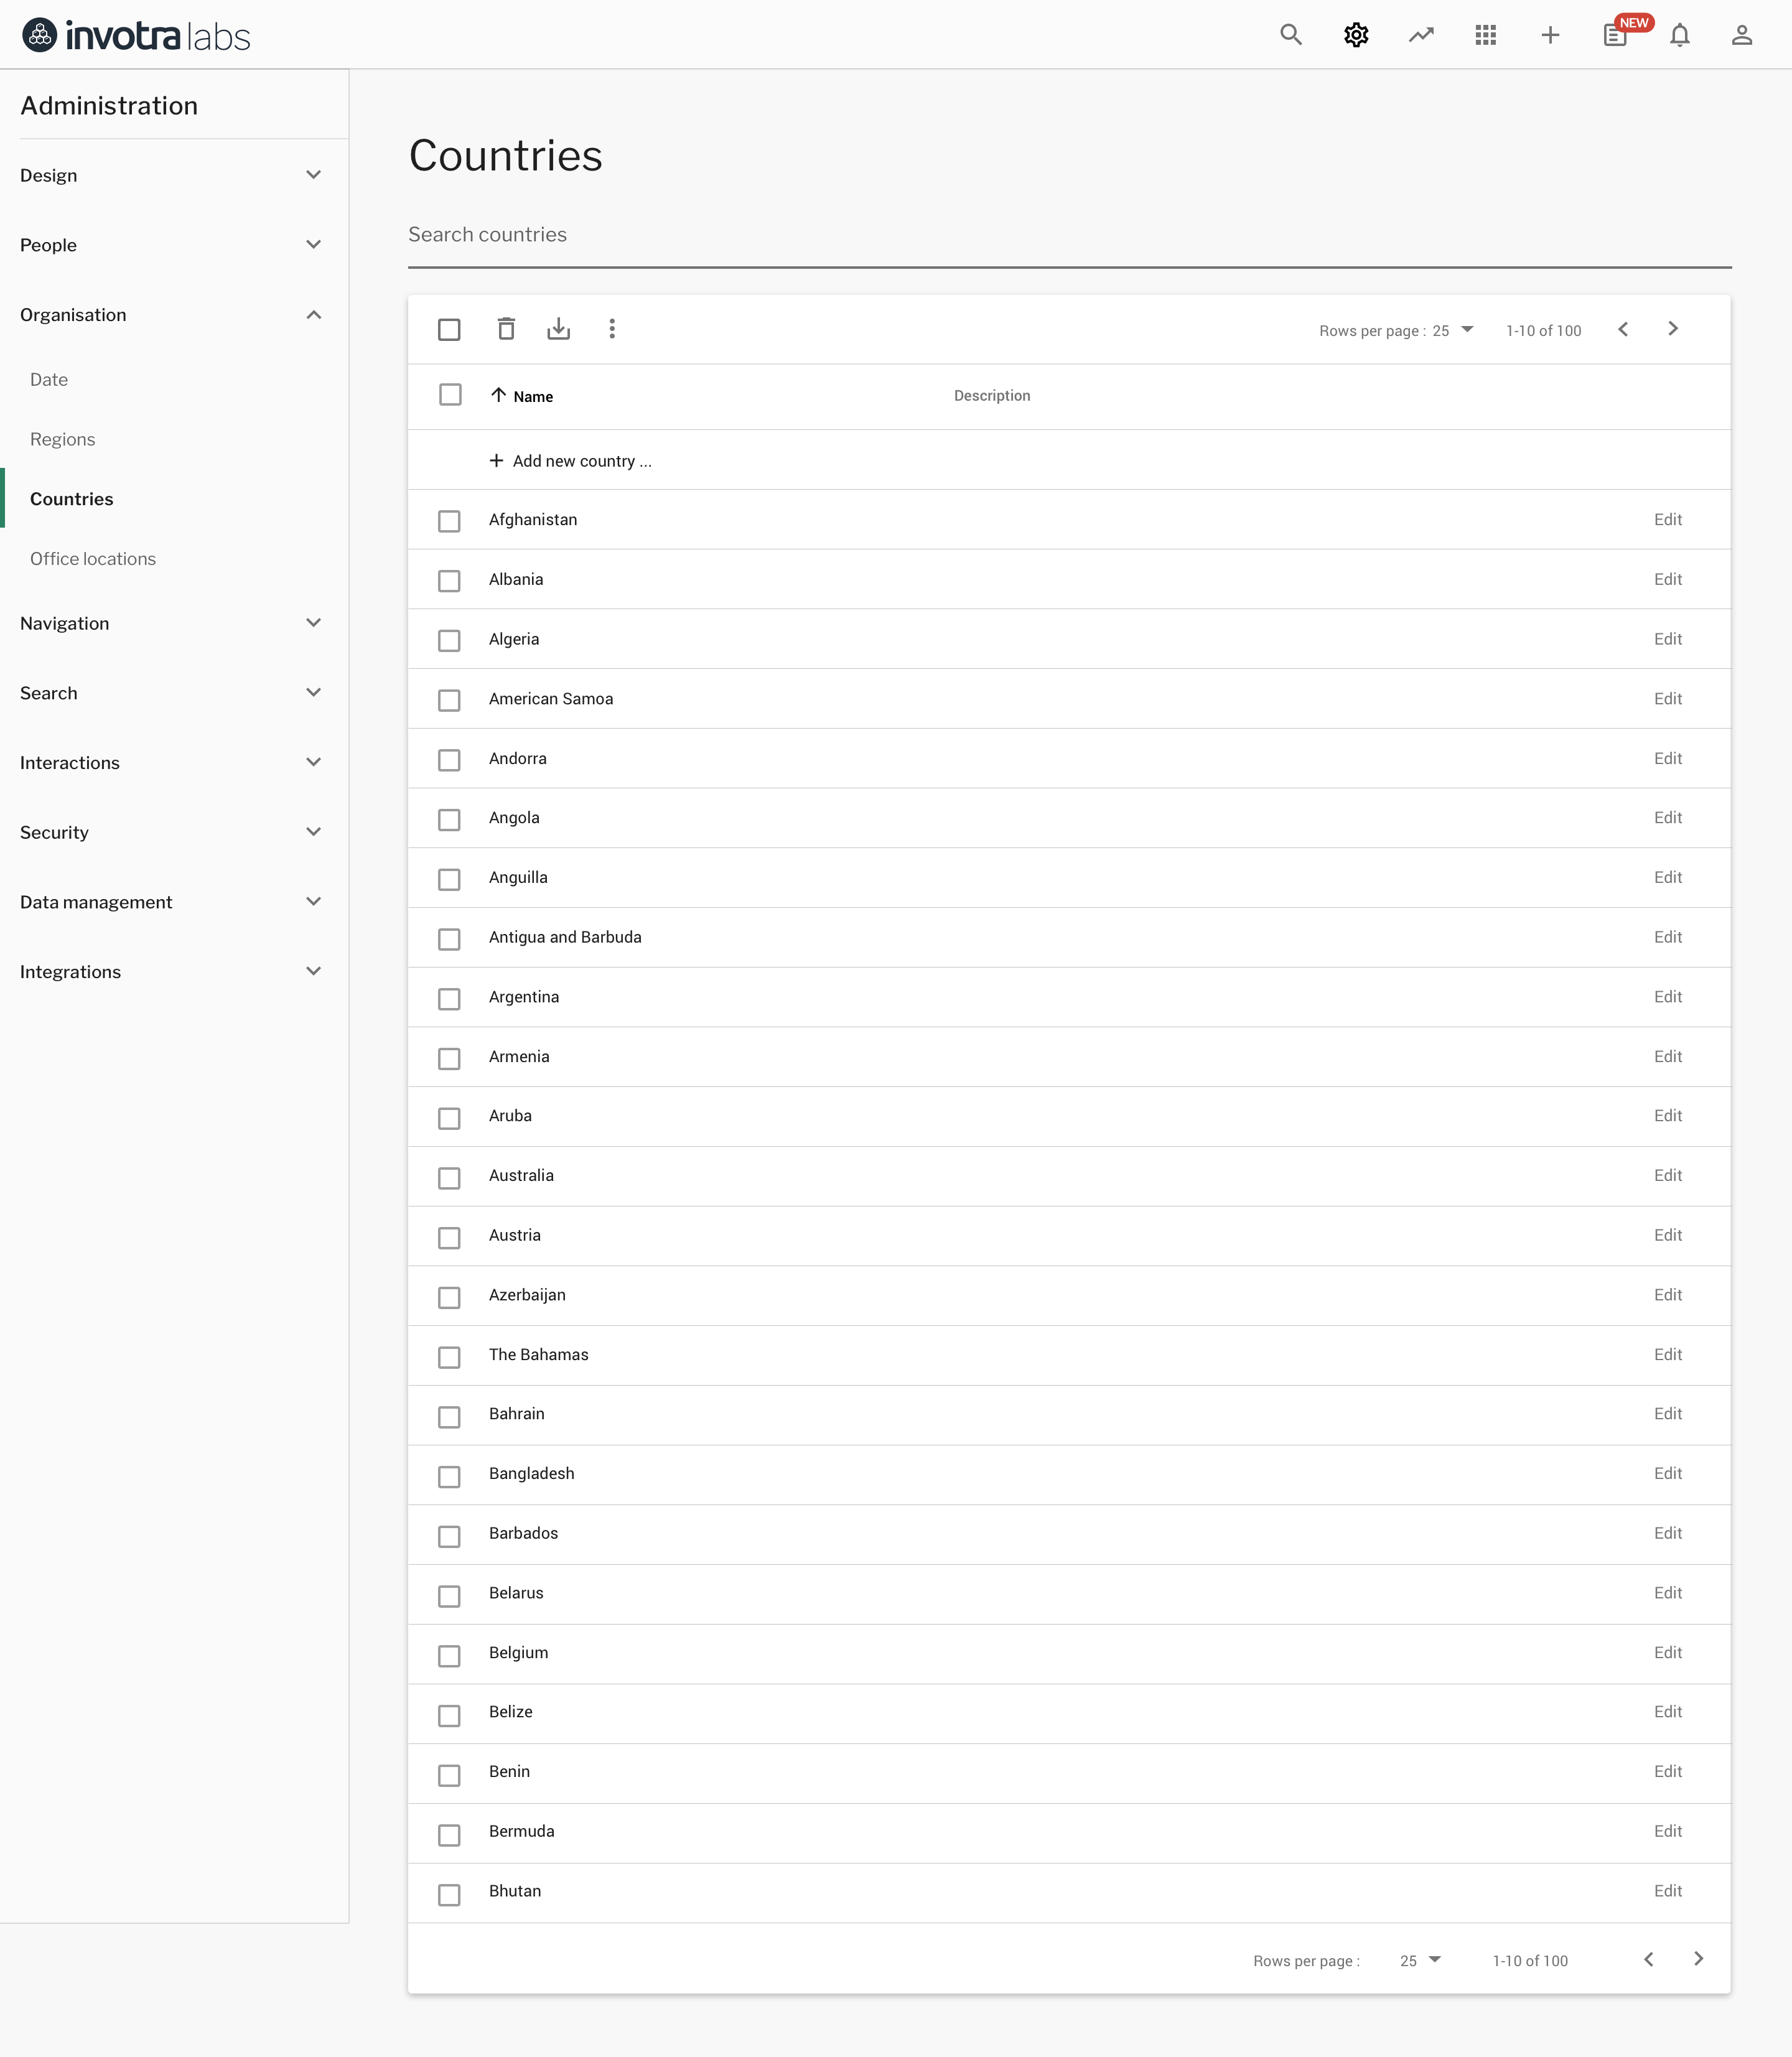 invotra labs
NEW
Administration
Design
People
Organisation
Date
Regions
Countries
Office locations
Navigation
Search
Interactions
Security
Data management
Integrations
Countries
Search countries
Rows per page : 25 1-10 of 100
Name Description
Add new country ...
Afghanistan Edit
Albania Edit
Algeria Edit
American Samoa Edit
Andorra Edit
Angola Edit
Anguilla Edit
Antigua and Barbuda Edit
Argentina Edit
Armenia Edit
Aruba Edit
Australia Edit
Austria Edit
Azerbaijan Edit
The Bahamas Edit
Bahrain Edit
Bangladesh Edit
Barbados Edit
Belarus Edit
Belgium Edit
Belize Edit
Benin Edit
Bermuda Edit
Bhutan Edit
Rows per page : 25 1-10 of 100